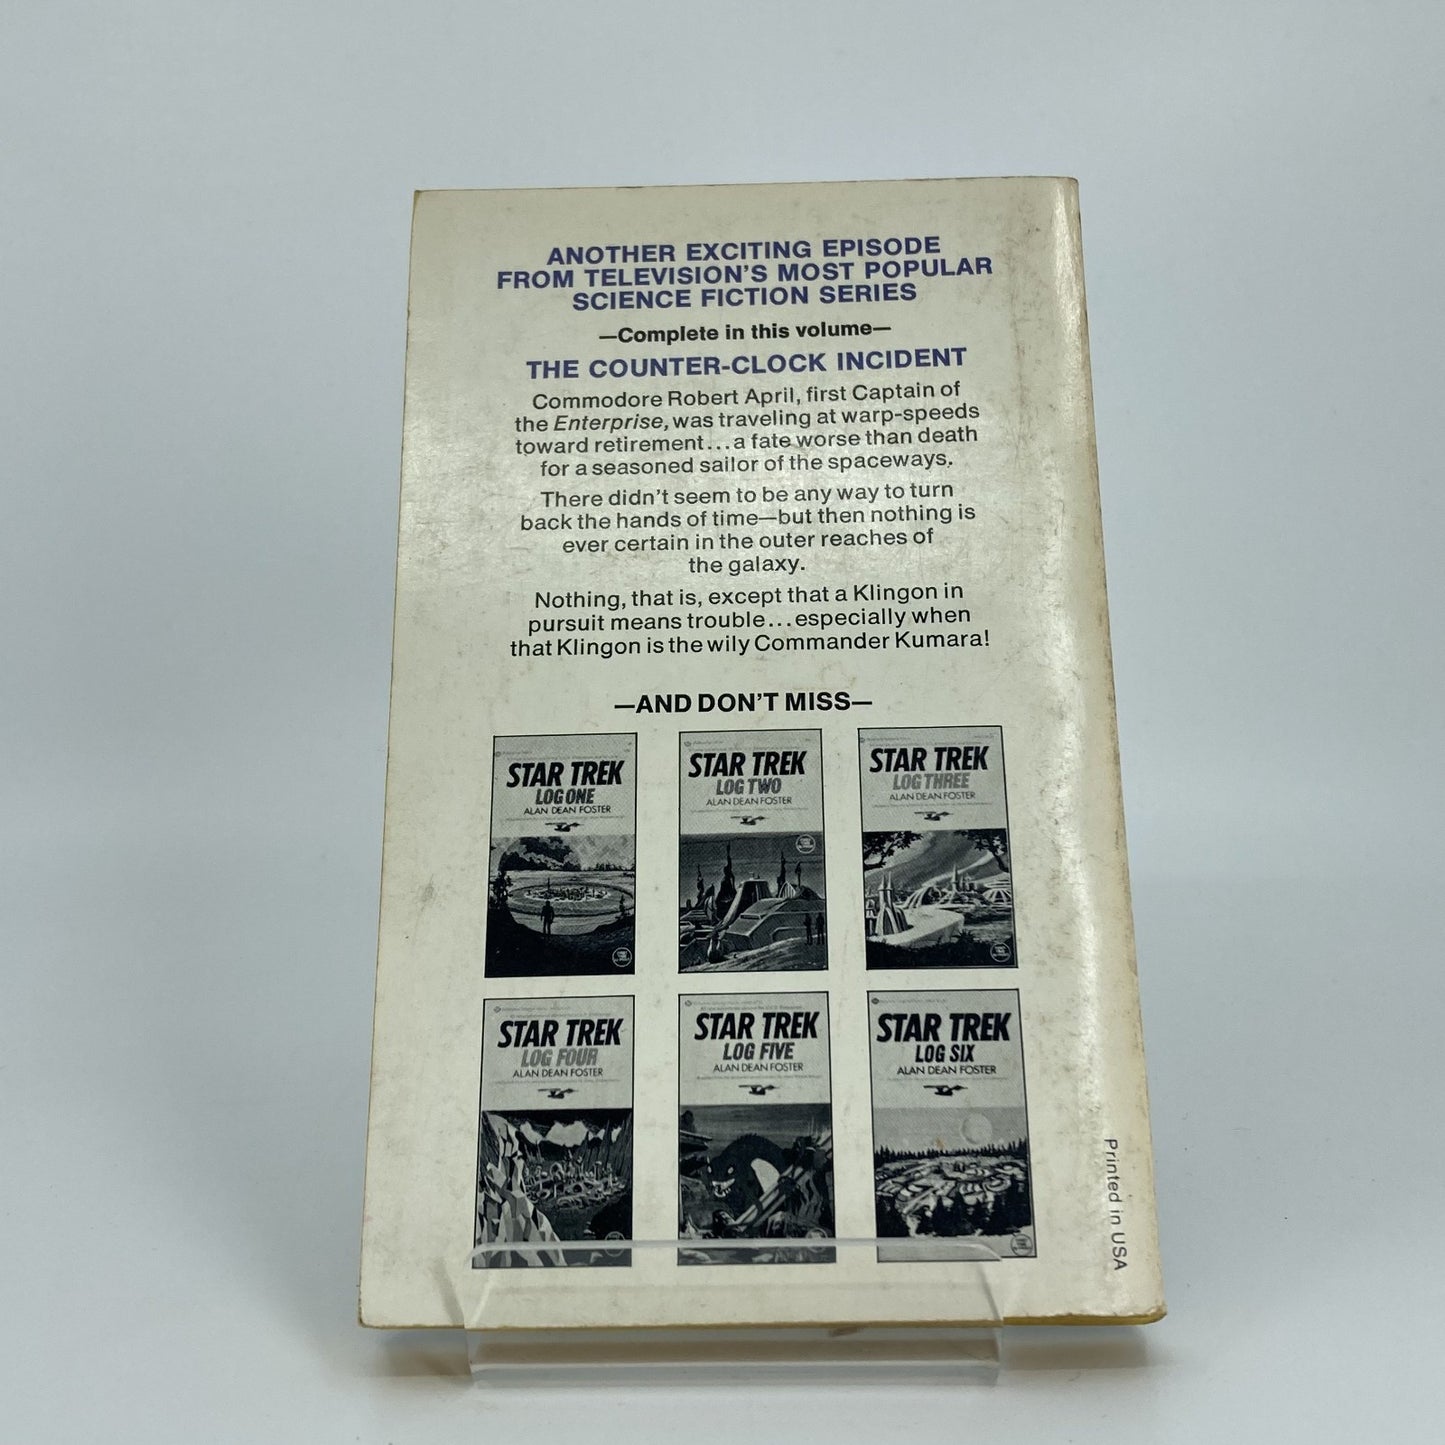 ANOTHER EXCITING EPISODE
FROM TELEVISION'S MOST POPULAR
SCIENCE FICTION SERIES
—Complete in this volume—
THE COUNTER-CLOCK INCIDENT
Commodore Robert April, first Captain of
the Enterprise, was traveling at warp-speeds
toward retirement...a fate worse than death
for a seasoned sailor of the spaceways.
There didn't seem to be any way to turn
back the hands of time—but then nothing is
ever certain in the outer reaches of
the galaxy.
Nothing, that is, except that a Klingon in
pursuit means trouble...especially when
that Klingon is the wily Commander Kumara!
—AND DON'T MISS—
STAR TREK
LOG ONE
ALAN DEAN FOSTER
STAR TREK
LOG TWO
ALAN DEAN FOSTER
STAR TREK
LOG THREE
ALAN DEAN FOSTER
STAR TREK
LOG FOUR
ALAN DEAN FOSTER
STAR TREK
LOG FIVE
ALAN DEAN FOSTER
STAR TREK
LOG SIX
ALAN DEAN FOSTER
Printed in USA